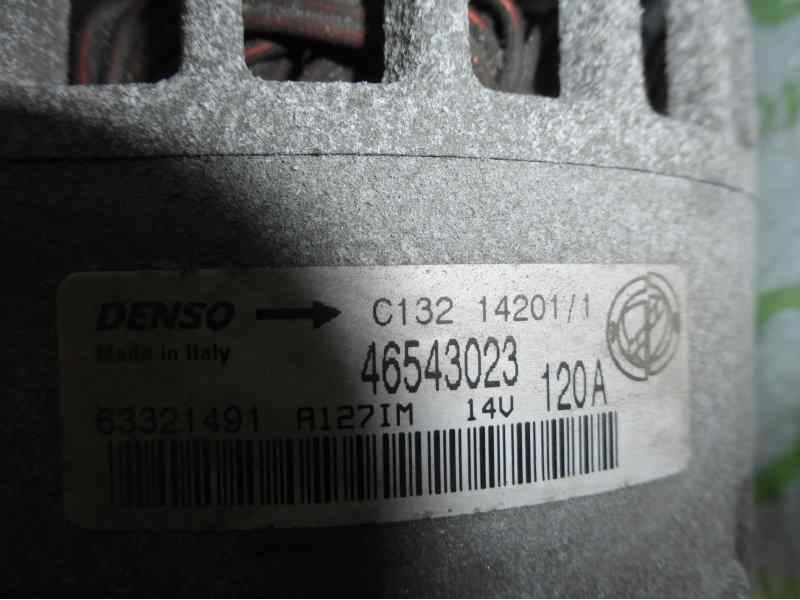 DENSO → C132 14201/1
Made in Italy
46543023
120A
63321491 A127IM 14V